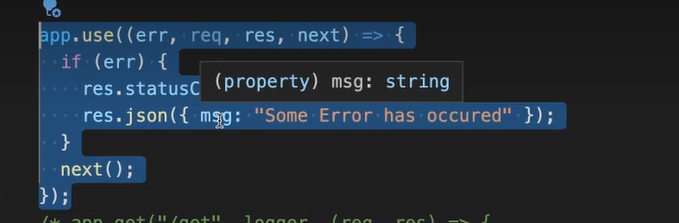 app.use((err, req, res, next) => {
if (err) {
res.statusC
(property) msg: string
res.json({ msg: "Some Error has occured" });
}
next();
});
/* app.get("/get", logger, (req, res) => {